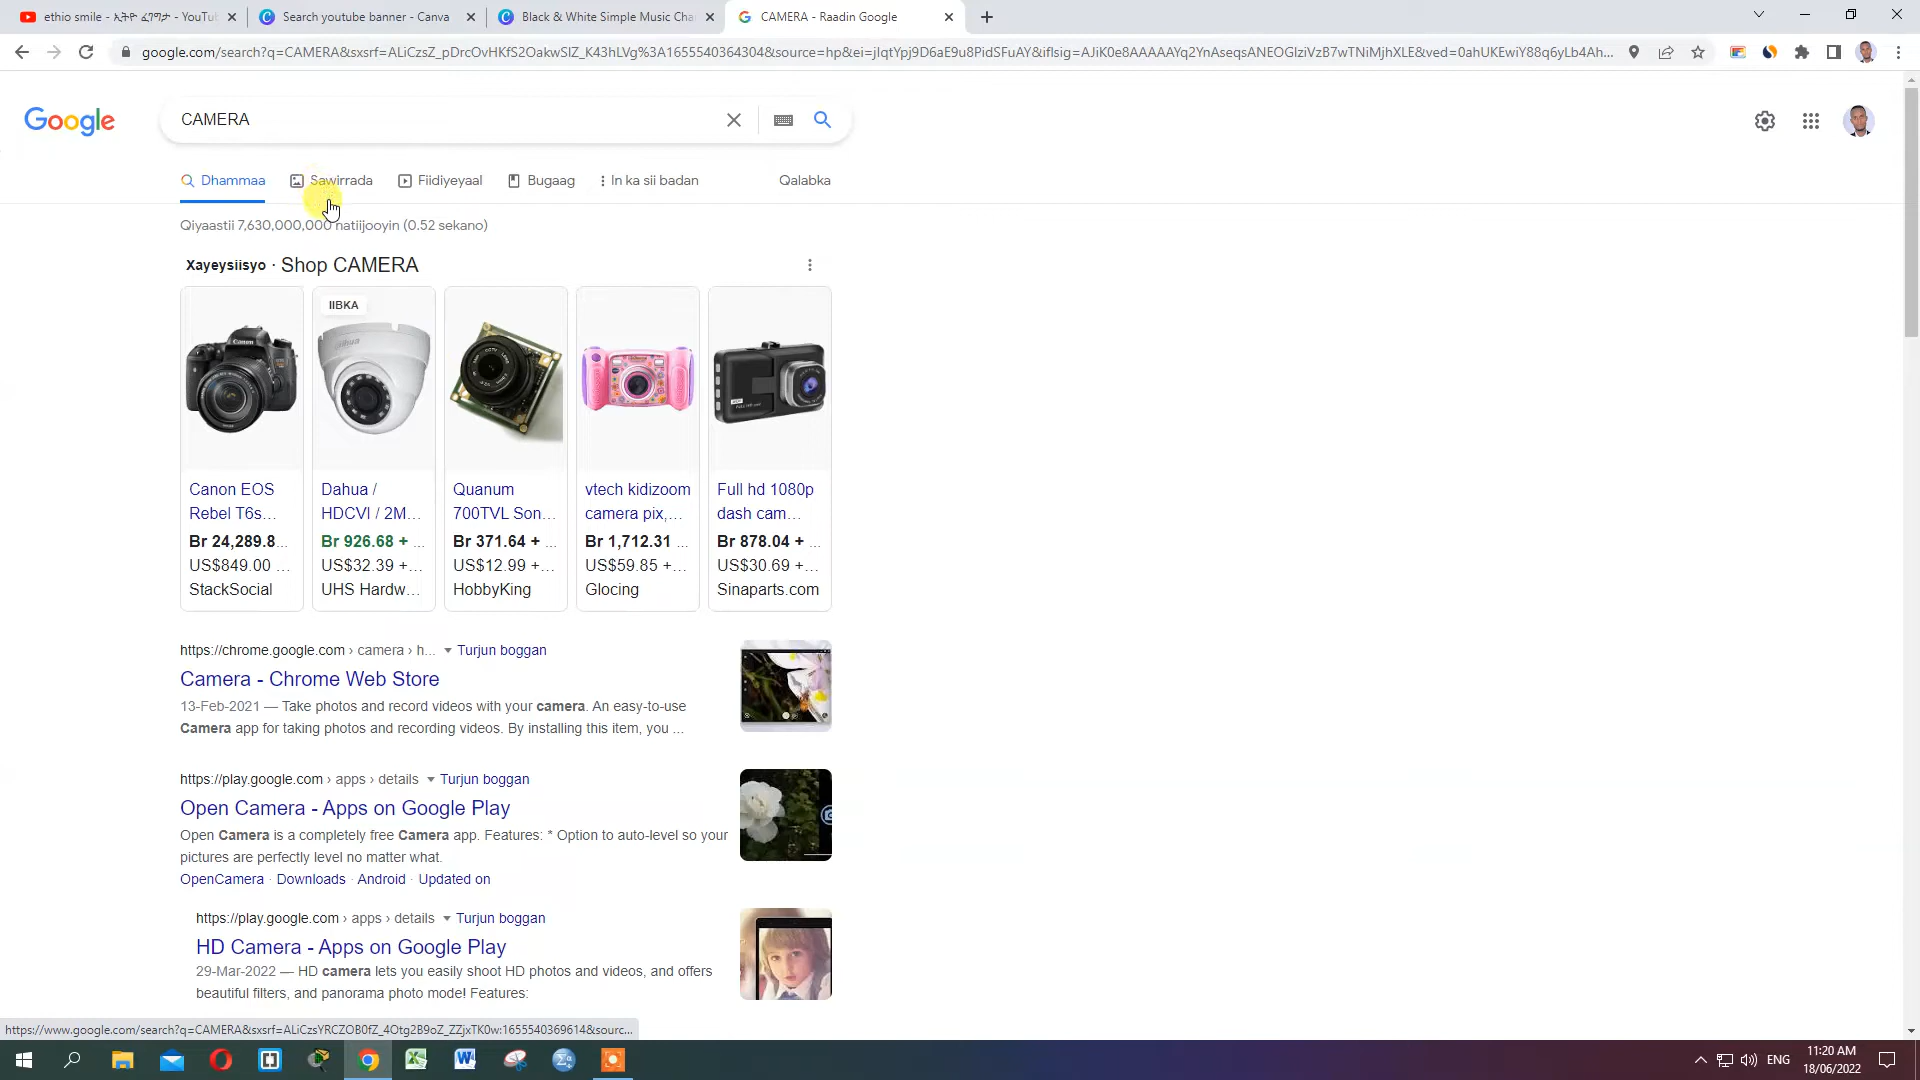 ethio smile - ኢትዮ ፈገግታ - YouTu
Search youtube banner - Canva
Black & White Simple Music Cha
CAMERA - Raadin Google
google.com/search?q=CAMERA&sxsrf=ALiCzsZ_pDrcOvHKfS2OakwSlZ_K43hLVg%3A1655540364304&source=hp&ei=jIqtYpj9D6aE9u8PidSFuAY&iflsig=AJiK0e8AAAAAYq2YnAseqsANEOGlziVzB7wTNiMjhXLE&ved=0ahUKEwiY88q6yLb4Ah...
Google
CAMERA
Dhammaa
Sawirrada
Fiidiyeyaal
Bugaag
In ka sii badan
Qalabka
Qiyaastii 7,630,000,000 natiijooyin (0.52 sekano)
Xayeysiisyo · Shop CAMERA
IIBKA
Canon
Canon EOS
Rebel T6s...
Br 24,289.8...
US$849.00 ...
StackSocial
Dahua /
HDCVI / 2M...
Br 926.68 + ...
US$32.39 +...
UHS Hardw...
Quanum
700TVL Son...
Br 371.64 + ...
US$12.99 +...
HobbyKing
vtech kidizoom
camera pix,...
Br 1,712.31 ...
US$59.85 +...
Glocing
Full hd 1080p
dash cam...
Br 878.04 + ...
US$30.69 +...
Sinaparts.com
https://chrome.google.com › camera › h... Turjun boggan
Camera - Chrome Web Store
13-Feb-2021 — Take photos and record videos with your camera. An easy-to-use
Camera app for taking photos and recording videos. By installing this item, you ...
https://play.google.com › apps › details Turjun boggan
Open Camera - Apps on Google Play
Open Camera is a completely free Camera app. Features: * Option to auto-level so your
pictures are perfectly level no matter what.
OpenCamera · Downloads · Android · Updated on
https://play.google.com › apps › details Turjun boggan
HD Camera - Apps on Google Play
29-Mar-2022 — HD camera lets you easily shoot HD photos and videos, and offers
beautiful filters, and panorama photo mode! Features:
https://www.google.com/search?q=CAMERA&sxsrf=ALiCzsYRCZOB0fZ_4Otg2B9oZ_ZZjxTK0w:1655540369614&sourc...
ENG
11:20 AM
18/06/2022